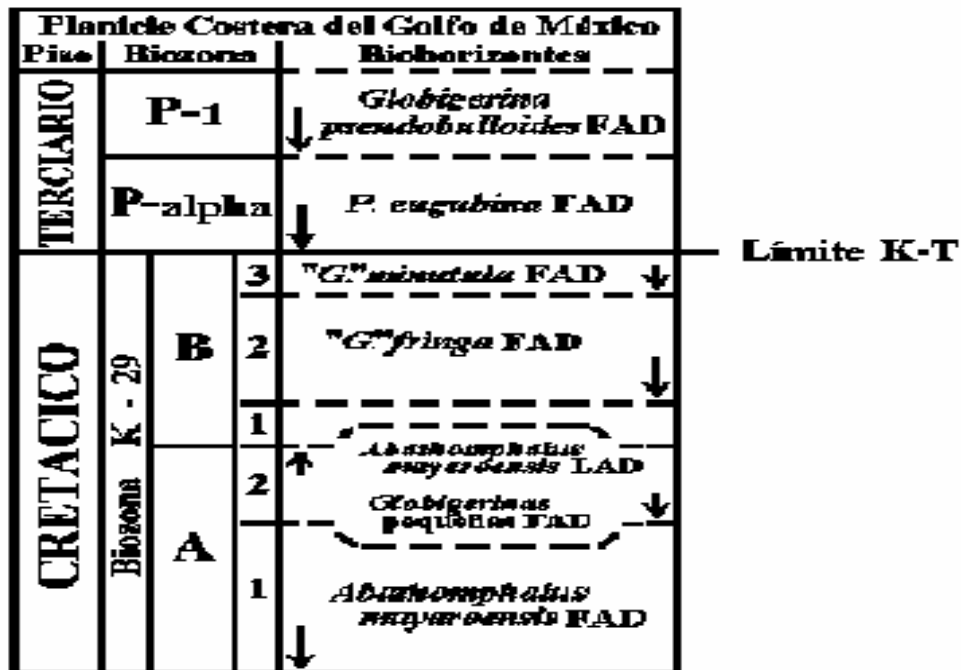 Planicie Costera del Golfo de México
Piso Biozona Biohorizontes
TERCIARIO
P-1
Globigerina
pseudobulloides FAD
P-alpha
P. eugubina FAD
Límite K-T
CRETACICO
Biozona K - 29
B
3
"G."minutula FAD
2
"G."fringa FAD
1
Abathomphalus
mayaroensis LAD
A
2
Globigerinas
pequeñas FAD
1
Abathomphalus
mayaroensis FAD